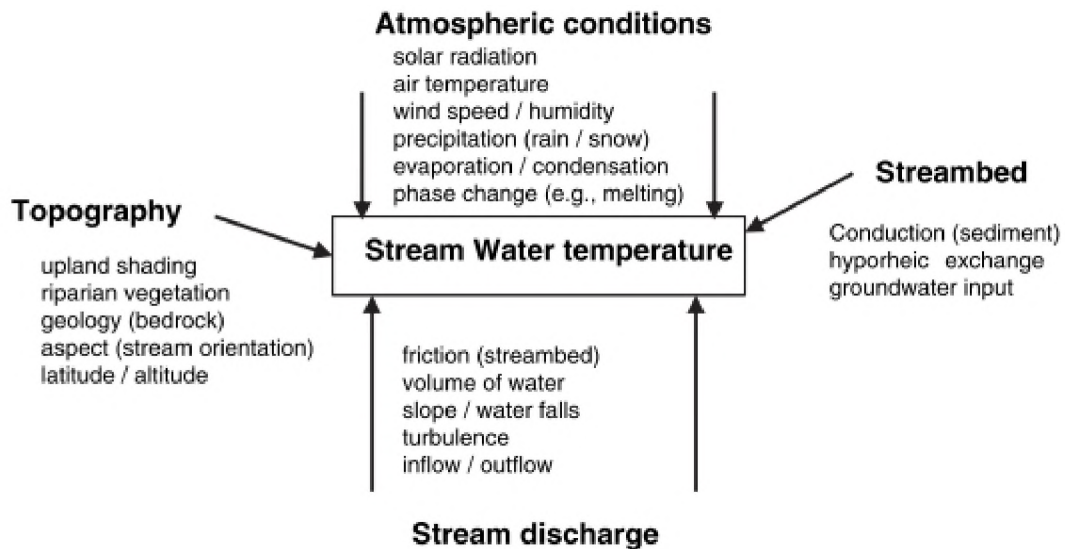 Atmospheric conditions
solar radiation
air temperature
wind speed / humidity
precipitation (rain / snow)
evaporation / condensation
phase change (e.g., melting)
Topography
upland shading
riparian vegetation
geology (bedrock)
aspect (stream orientation)
latitude / altitude
Stream Water temperature
Streambed
Conduction (sediment)
hyporheic exchange
groundwater input
friction (streambed)
volume of water
slope / water falls
turbulence
inflow / outflow
Stream discharge